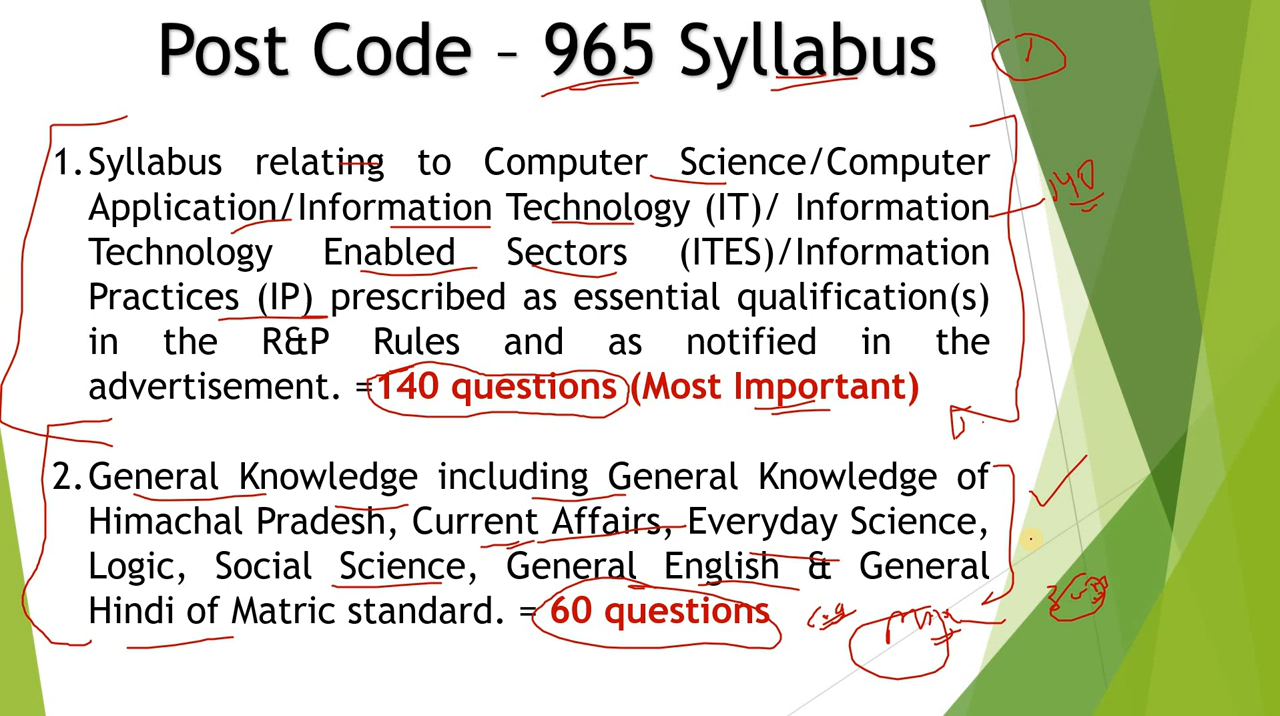 Post Code – 965 Syllabus
1
1. Syllabus relating to Computer Science/Computer
Application/Information Technology (IT)/ Information
140
Technology Enabled Sectors (ITES)/Information
Practices (IP) prescribed as essential qualification(s)
in the R&P Rules and as notified in the
advertisement. =140 questions (Most Important)
2. General Knowledge including General Knowledge of
Himachal Pradesh, Current Affairs, Everyday Science,
Logic, Social Science, General English & General
Hindi of Matric standard. = 60 questions